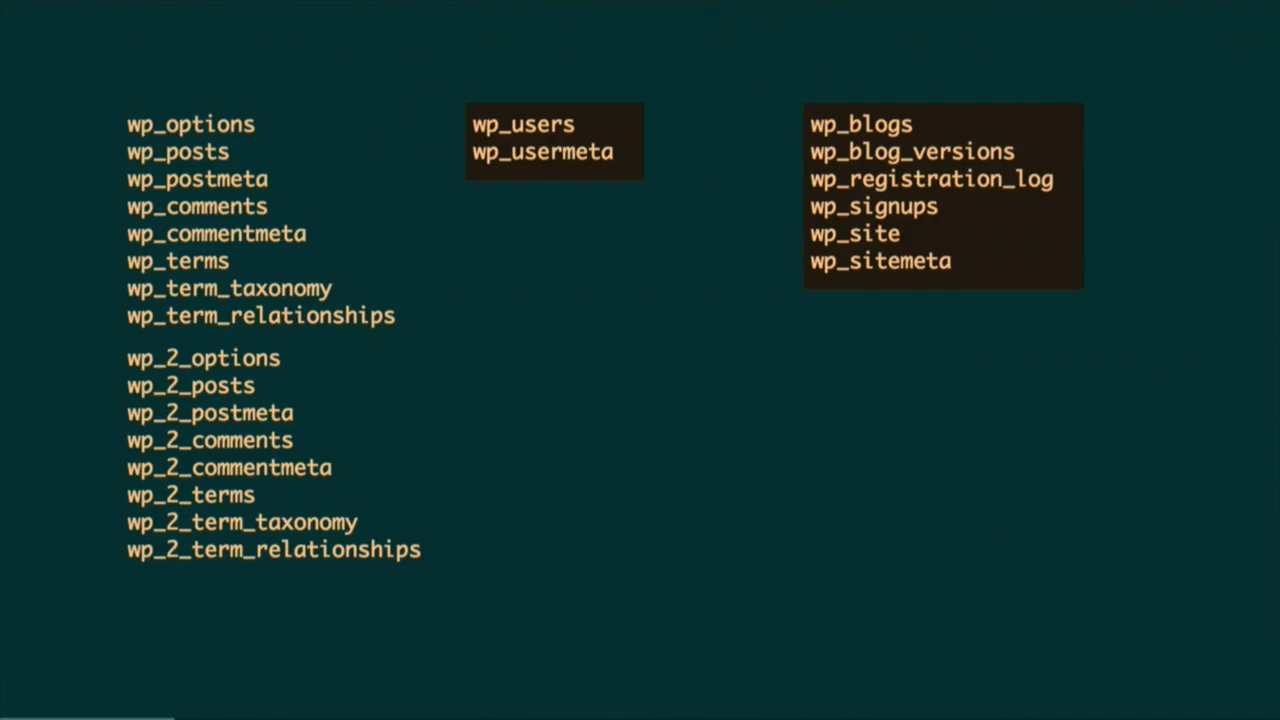 wp_options
wp_posts
wp_postmeta
wp_comments
wp_commentmeta
wp_terms
wp_term_taxonomy
wp_term_relationships
wp_2_options
wp_2_posts
wp_2_postmeta
wp_2_comments
wp_2_commentmeta
wp_2_terms
wp_2_term_taxonomy
wp_2_term_relationships
wp_users
wp_usermeta
wp_blogs
wp_blog_versions
wp_registration_log
wp_signups
wp_site
wp_sitemeta